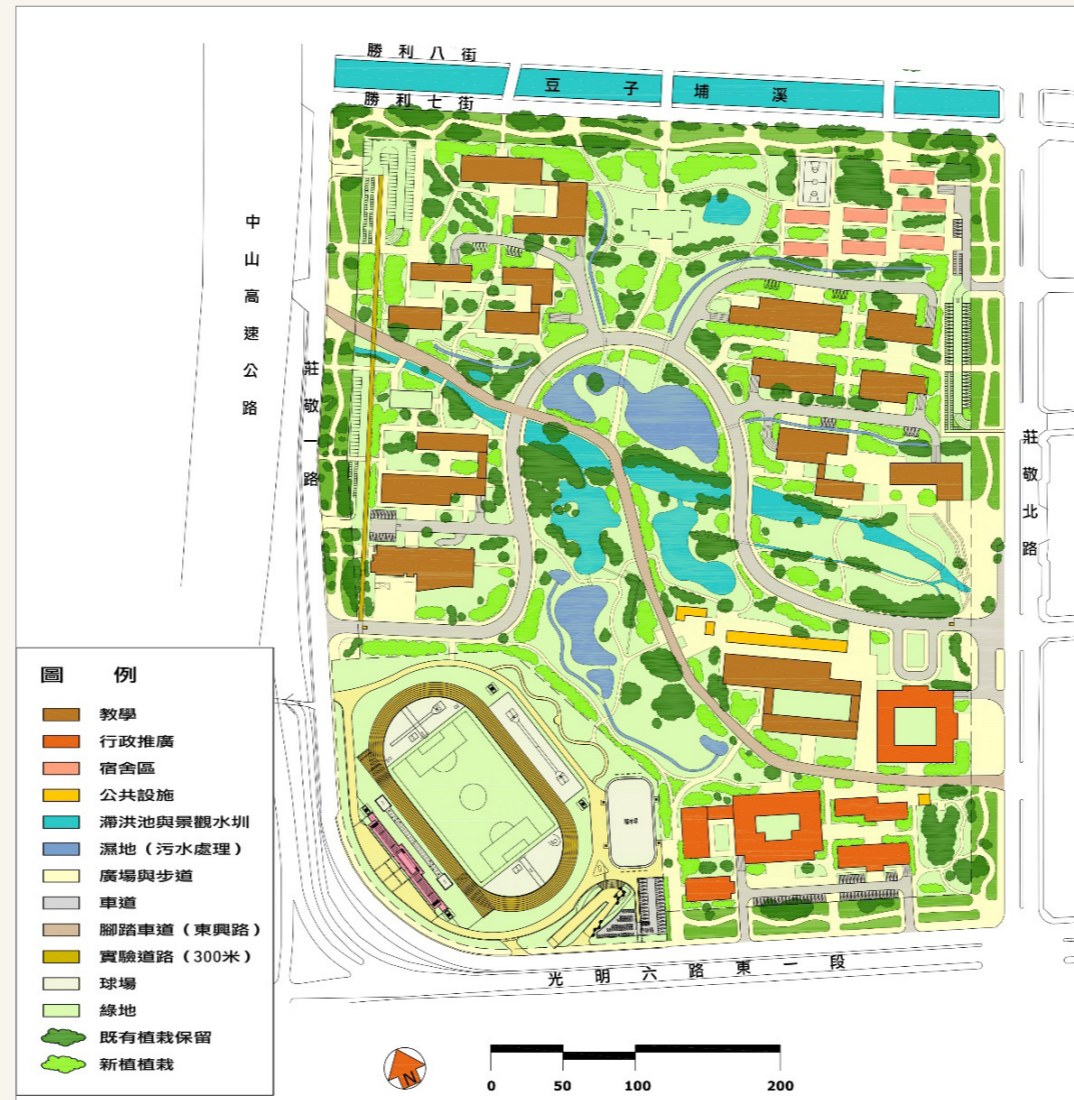 勝利八街
豆子埔溪
勝利七街
中山高速公路
莊敬一路
莊敬北路
圖例
教學
行政推廣
宿舍區
公共設施
滯洪池與景觀水圳
濕地（污水處理）
廣場與步道
車道
腳踏車道（東興路）
實驗道路（300米）
球場
綠地
既有植栽保留
新植植栽
光明六路東一段
N
0 50 100 200